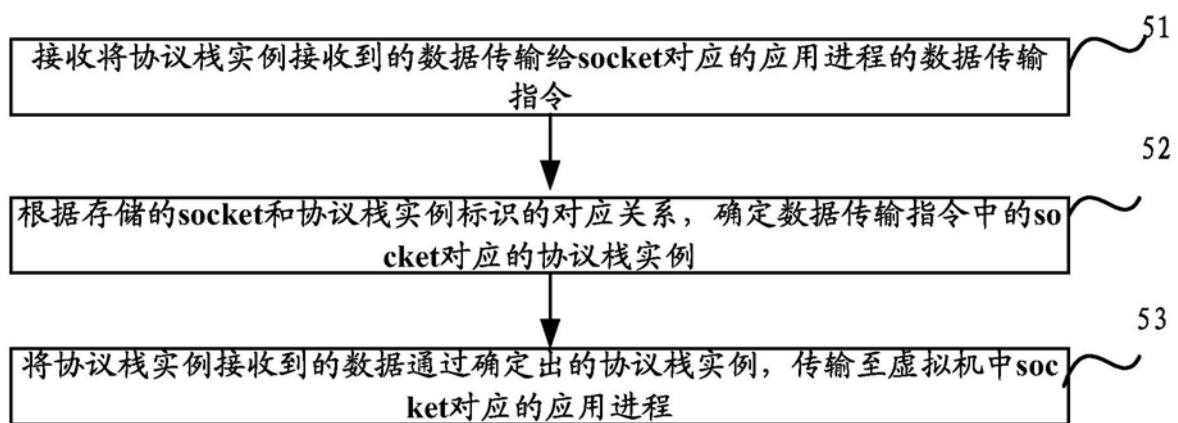 51
接收将协议栈实例接收到的数据传输给socket对应的应用进程的数据传输
指令
52
根据存储的socket和协议栈实例标识的对应关系，确定数据传输指令中的so
cket对应的协议栈实例
53
将协议栈实例接收到的数据通过确定出的协议栈实例，传输至虚拟机中soc
ket对应的应用进程